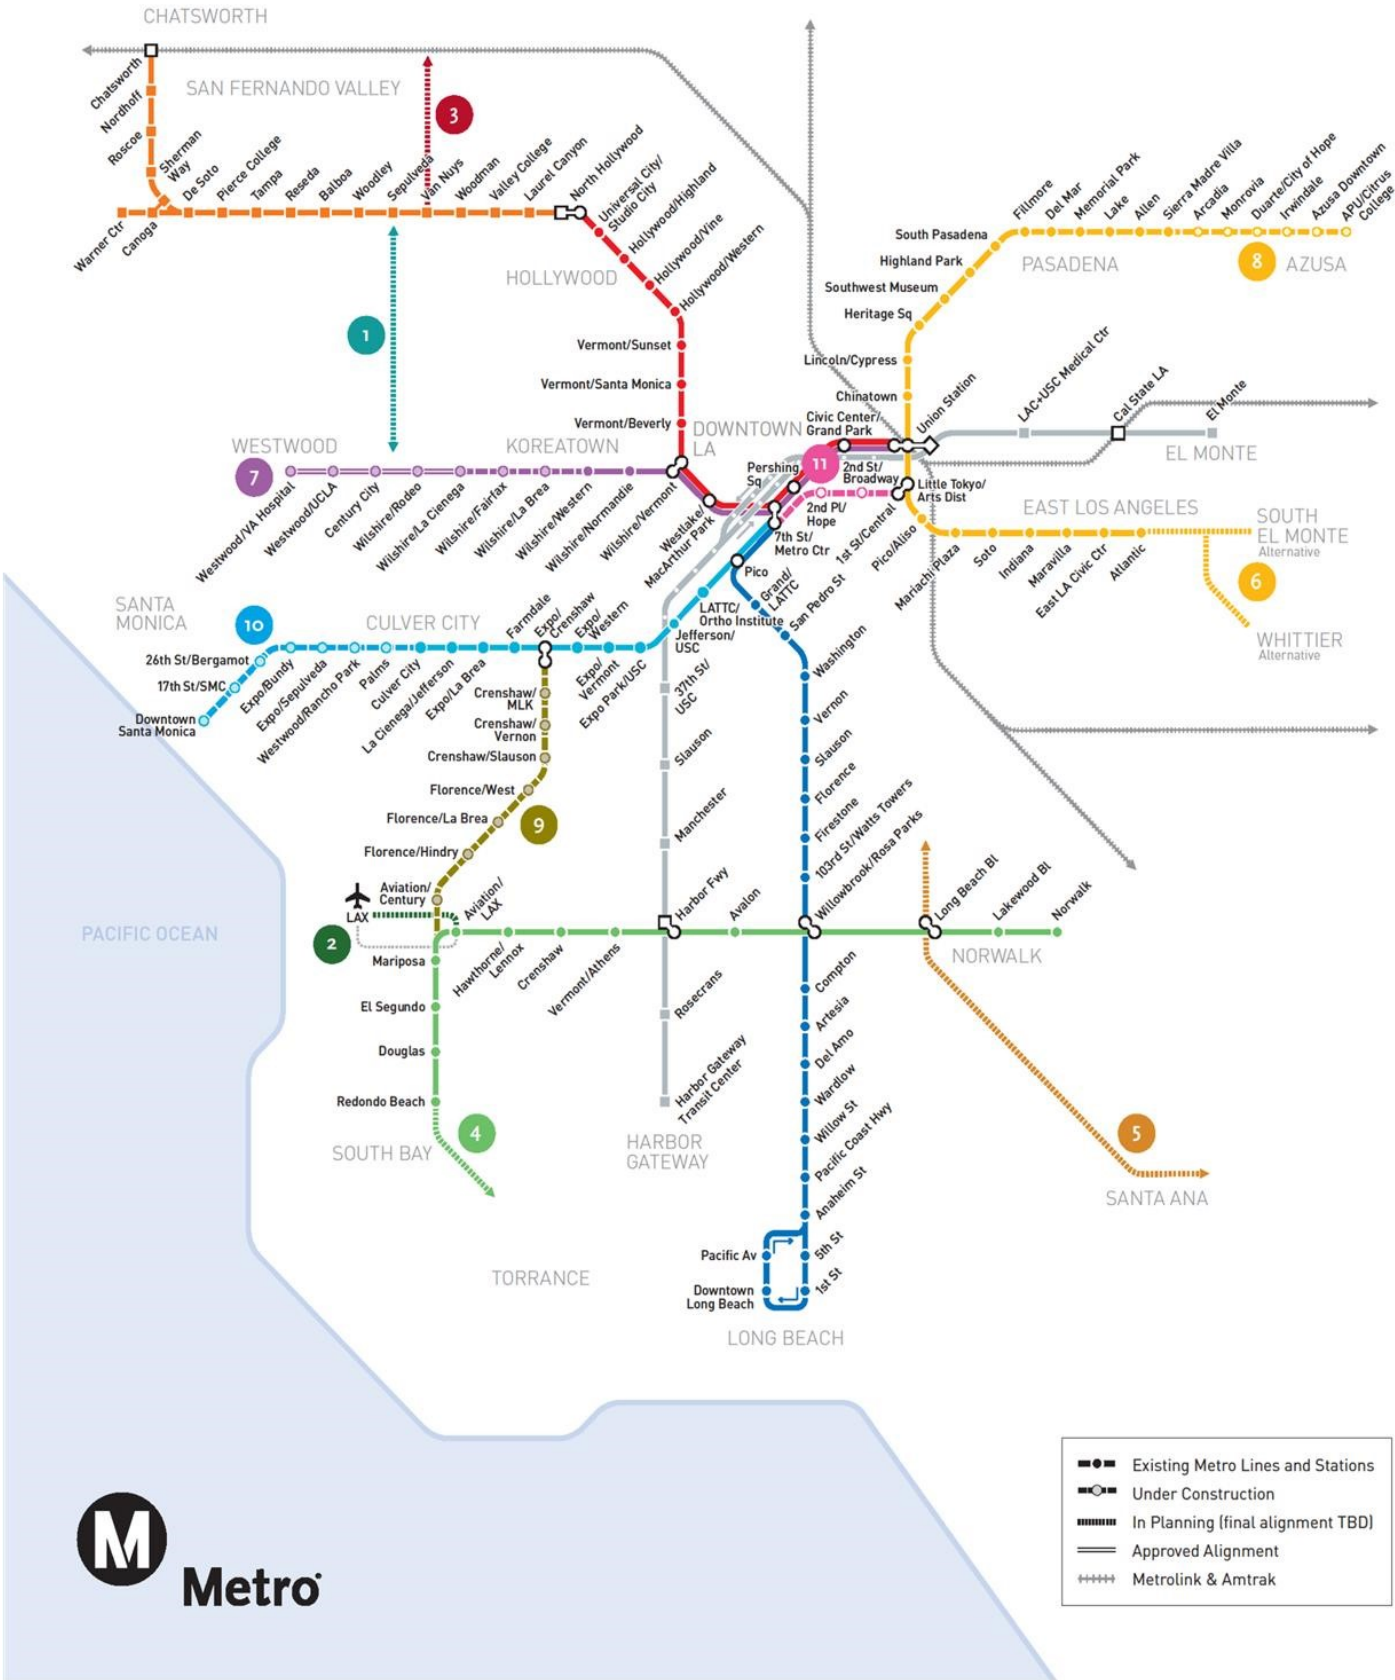 CHATSWORTH
Chatsworth
Nordhoff
Roscoe
Sherman
Way
SAN FERNANDO VALLEY
3
Warner Ctr
Canoga
De Soto
Pierce College
Tampa
Reseda
Balboa
Woodley
Sepulveda
Van Nuys
Woodman
Valley College
Laurel Canyon
North Hollywood
Universal City/
Studio City
Hollywood/Highland
Hollywood/Vine
Hollywood/Western
HOLLYWOOD
Vermont/Sunset
Vermont/Santa Monica
Vermont/Beverly
1
Fillmore
Del Mar
Memorial Park
Lake
Allen
Sierra Madre Villa
Arcadia
Monrovia
Duarte/City of Hope
Irwindale
Azusa Downtown
APU/Citrus
College
South Pasadena
Highland Park
Southwest Museum
Heritage Sq
Lincoln/Cypress
Chinatown
PASADENA
8
AZUSA
Union Station
LAC+USC Medical Ctr
Cal State LA
El Monte
EL MONTE
Civic Center/
Grand Park
DOWNTOWN
LA
Pershing
Sq
11
2nd St/
Broadway
2nd Pl/
Hope
Little Tokyo/
Arts Dist
1st St/Central
WESTWOOD
KOREATOWN
7
Westwood/VA Hospital
Westwood/UCLA
Century City
Wilshire/Rodeo
Wilshire/La Cienega
Wilshire/Fairfax
Wilshire/La Brea
Wilshire/Western
Wilshire/Normandie
Wilshire/Vermont
Westlake/
MacArthur Park
7th St/
Metro Ctr
Pico/Aliso
Mariachi Plaza
Soto
Indiana
Maravilla
East LA Civic Ctr
Atlantic
EAST LOS ANGELES
SOUTH
EL MONTE
Alternative
6
WHITTIER
Alternative
Pico
Grand/
LATTC
San Pedro St
LATTC/
Ortho Institute
Jefferson/
USC
SANTA
MONICA
10
CULVER CITY
26th St/Bergamot
17th St/SMC
Downtown
Santa Monica
Expo/Bundy
Expo/Sepulveda
Westwood/Rancho Park
Palms
Culver City
La Cienega/Jefferson
Expo/La Brea
Farmdale
Expo/
Crenshaw
Expo/
Western
Expo/
Vermont
Expo Park/USC
Crenshaw/
MLK
Crenshaw/
Vernon
Crenshaw/Slauson
Florence/West
Florence/La Brea
Florence/Hindry
9
Aviation/
Century
LAX
Aviation/
LAX
2
37th St/
USC
Slauson
Manchester
Harbor Fwy
Washington
Vernon
Slauson
Florence
Firestone
103rd St/Watts Towers
Willowbrook/Rosa Parks
Avalon
Long Beach Bl
Lakewood Bl
Norwalk
PACIFIC OCEAN
Mariposa
El Segundo
Douglas
Redondo Beach
Hawthorne/
Lennox
Crenshaw
Vermont/Athens
NORWALK
Rosecrans
Harbor Gateway
Transit Center
Compton
Artesia
Del Amo
Wardlow
Willow St
Pacific Coast Hwy
Anaheim St
4
SOUTH BAY
HARBOR
GATEWAY
5
SANTA ANA
Pacific Av
5th St
Downtown
Long Beach
1st St
TORRANCE
LONG BEACH
Existing Metro Lines and Stations
Under Construction
In Planning (final alignment TBD)
Approved Alignment
Metrolink & Amtrak
M
Metro